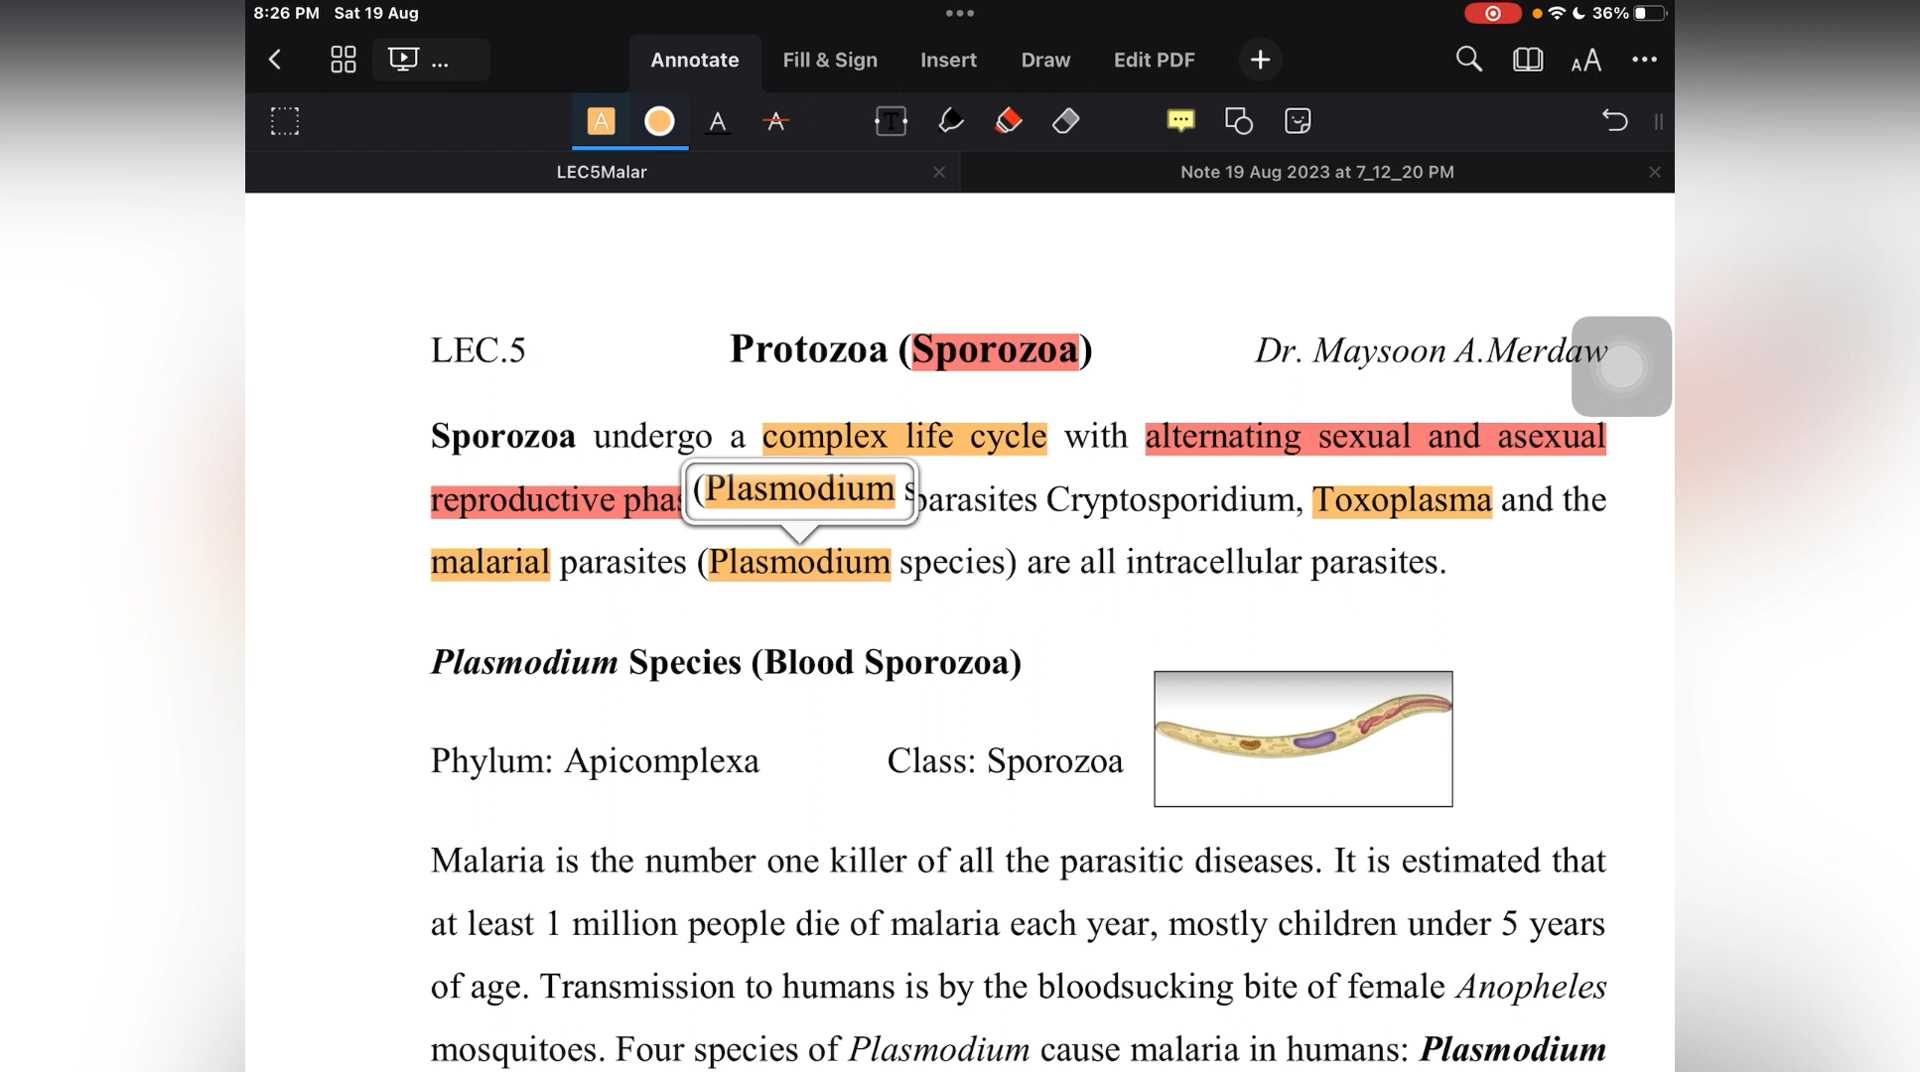 8:26 PM Sat 19 Aug
36%
...
Annotate
Fill & Sign
Insert
Draw
Edit PDF
LEC5Malar
Note 19 Aug 2023 at 7_12_20 PM
LEC.5 Protozoa (Sporozoa) Dr. Maysoon A.Merdaw
Sporozoa undergo a complex life cycle with alternating sexual and asexual
reproductive parasites Cryptosporidium, Toxoplasma and the
(Plasmodium
malarial parasites (Plasmodium species) are all intracellular parasites.
Plasmodium Species (Blood Sporozoa)
Phylum: Apicomplexa Class: Sporozoa
Malaria is the number one killer of all the parasitic diseases. It is estimated that
at least 1 million people die of malaria each year, mostly children under 5 years
of age. Transmission to humans is by the bloodsucking bite of female Anopheles
mosquitoes. Four species of Plasmodium cause malaria in humans: Plasmodium